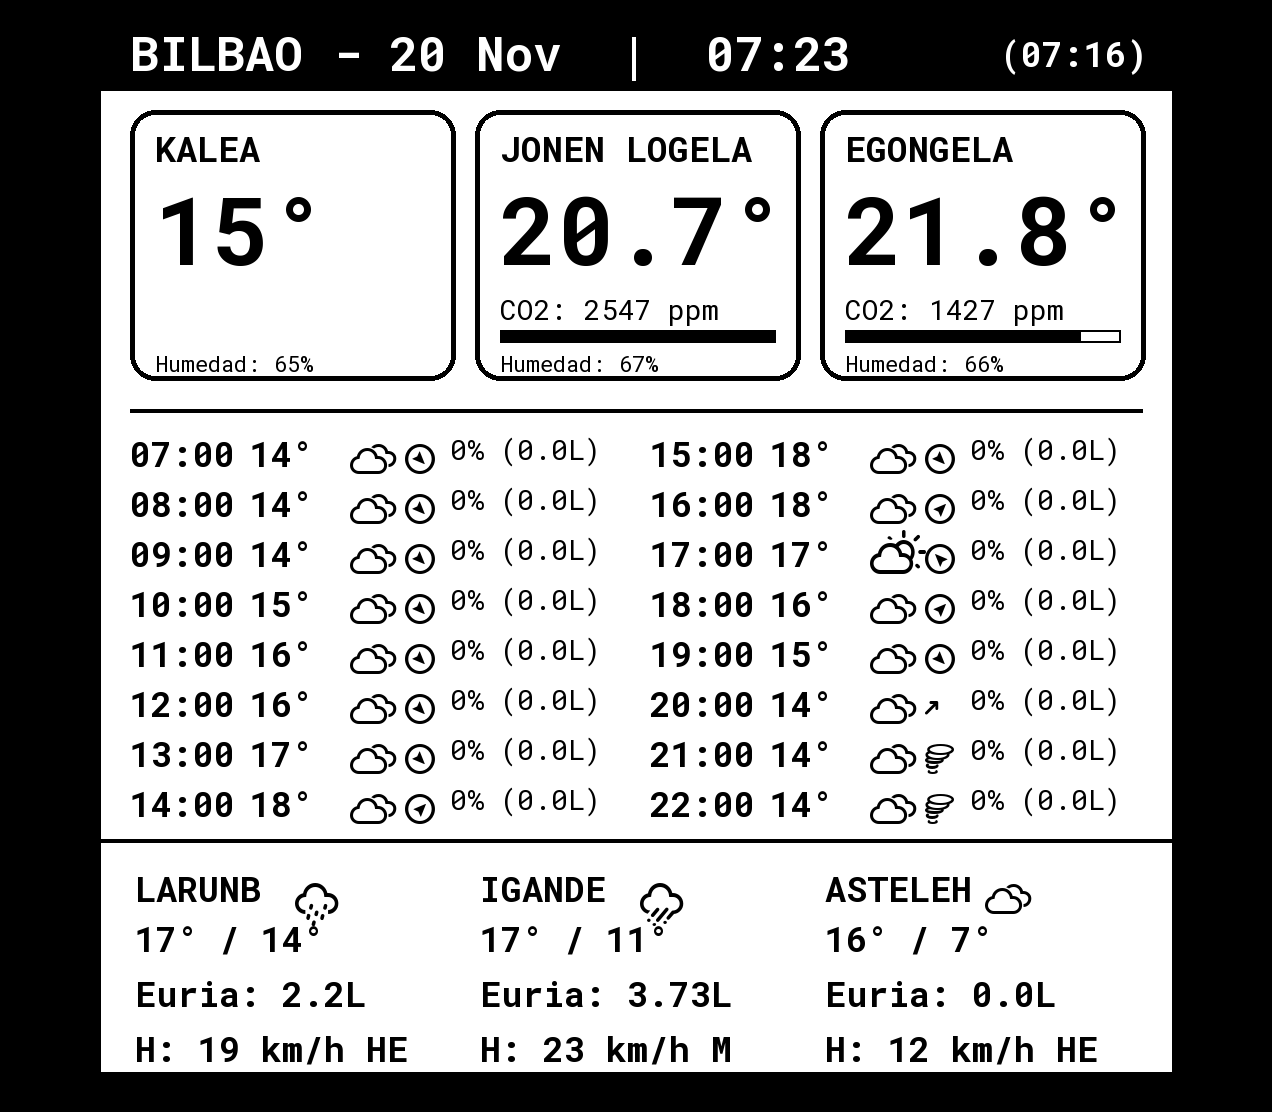 BILBAO - 20 Nov | 07:23 (07:16)
KALEA
15°
Humedad: 65%
JONEN LOGELA
20.7°
CO2: 2547 ppm
Humedad: 67%
EGONGELA
21.8°
CO2: 1427 ppm
Humedad: 66%
07:00 14° 0% (0.0L)
08:00 14° 0% (0.0L)
09:00 14° 0% (0.0L)
10:00 15° 0% (0.0L)
11:00 16° 0% (0.0L)
12:00 16° 0% (0.0L)
13:00 17° 0% (0.0L)
14:00 18° 0% (0.0L)
15:00 18° 0% (0.0L)
16:00 18° 0% (0.0L)
17:00 17° 0% (0.0L)
18:00 16° 0% (0.0L)
19:00 15° 0% (0.0L)
20:00 14° 0% (0.0L)
21:00 14° 0% (0.0L)
22:00 14° 0% (0.0L)
LARUNB
17° / 14°
Euria: 2.2L
H: 19 km/h HE
IGANDE
17° / 11°
Euria: 3.73L
H: 23 km/h M
ASTELEH
16° / 7°
Euria: 0.0L
H: 12 km/h HE